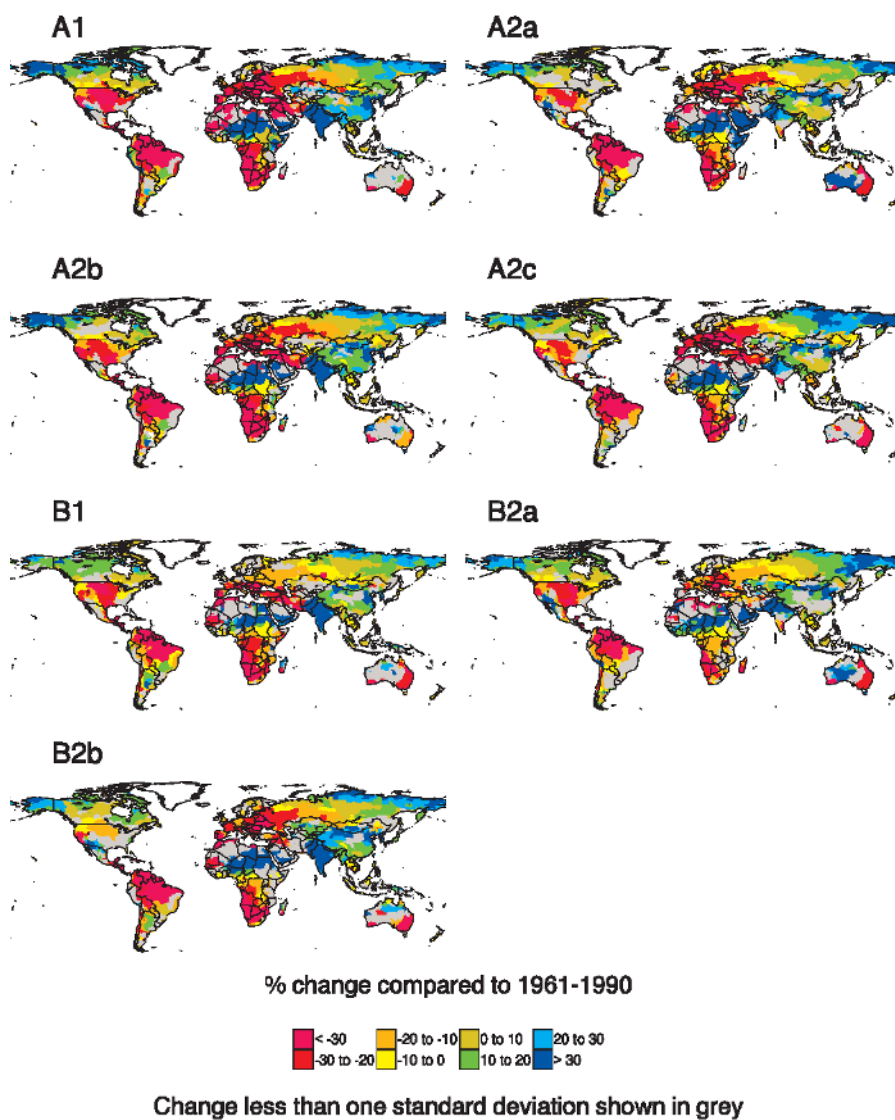 A1 A2a
A2b A2c
B1 B2a
B2b
% change compared to 1961-1990
< -30 -20 to -10 0 to 10 20 to 30
-30 to -20 -10 to 0 10 to 20 > 30
Change less than one standard deviation shown in grey